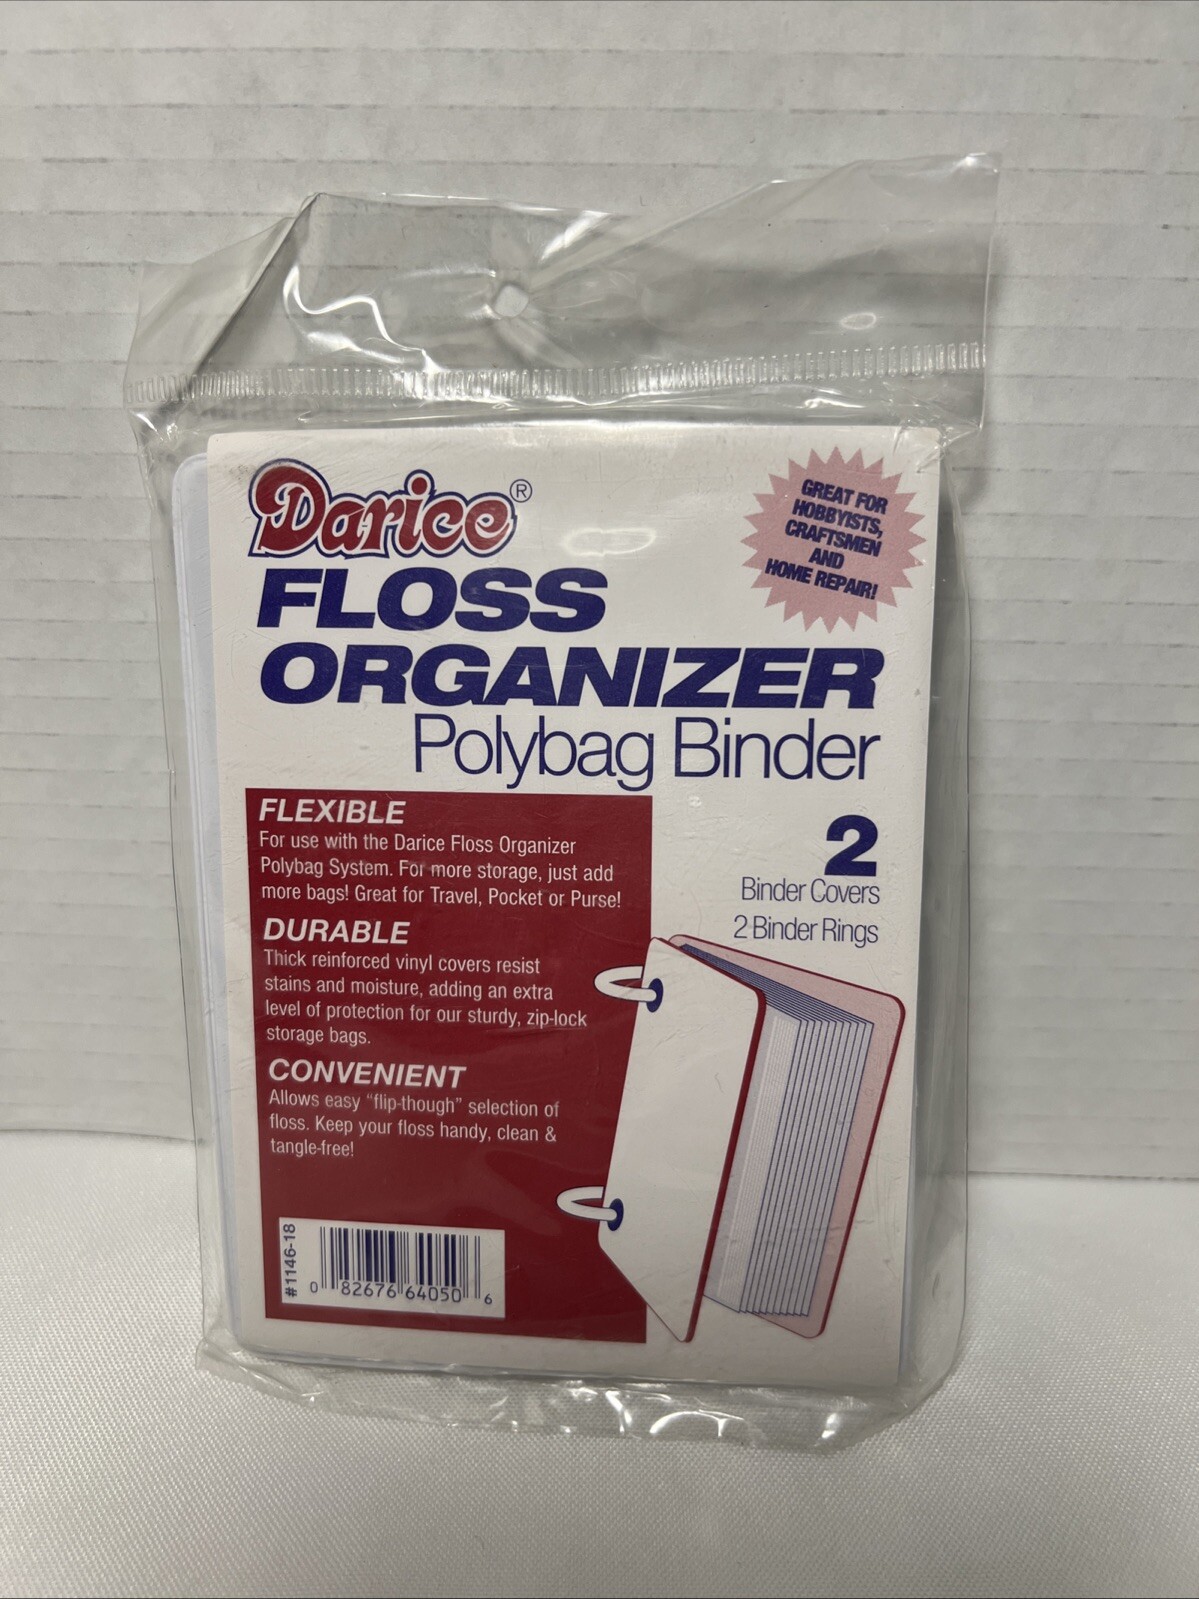 Darice®
FLOSS
ORGANIZER
Polybag Binder
GREAT FOR
HOBBYISTS,
CRAFTSMEN
AND
HOME REPAIR!
2
Binder Covers
2 Binder Rings
FLEXIBLE
For use with the Darice Floss Organizer
Polybag System. For more storage, just add
more bags! Great for Travel, Pocket or Purse!
DURABLE
Thick reinforced vinyl covers resist
stains and moisture, adding an extra
level of protection for our sturdy, zip-lock
storage bags.
CONVENIENT
Allows easy “flip-though” selection of
floss. Keep your floss handy, clean &
tangle-free!
#1146-18
0 82676 64050 6